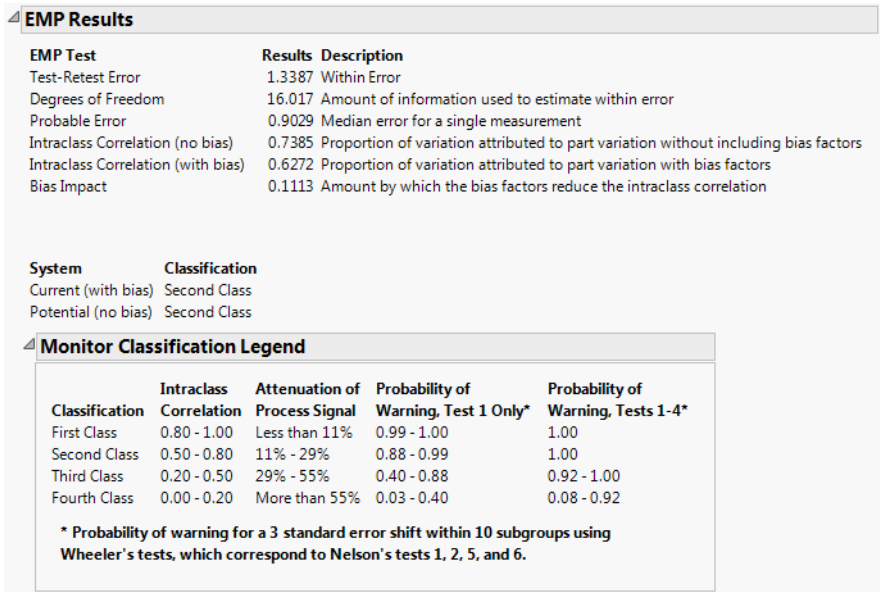 EMP Results
EMP Test Results Description
Test-Retest Error 1.3387 Within Error
Degrees of Freedom 16.017 Amount of information used to estimate within error
Probable Error 0.9029 Median error for a single measurement
Intraclass Correlation (no bias) 0.7385 Proportion of variation attributed to part variation without including bias factors
Intraclass Correlation (with bias) 0.6272 Proportion of variation attributed to part variation with bias factors
Bias Impact 0.1113 Amount by which the bias factors reduce the intraclass correlation
System Classification
Current (with bias) Second Class
Potential (no bias) Second Class
Monitor Classification Legend
Intraclass Attenuation of Probability of Probability of
Classification Correlation Process Signal Warning, Test 1 Only* Warning, Tests 1-4*
First Class 0.80 - 1.00 Less than 11% 0.99 - 1.00 1.00
Second Class 0.50 - 0.80 11% - 29% 0.88 - 0.99 1.00
Third Class 0.20 - 0.50 29% - 55% 0.40 - 0.88 0.92 - 1.00
Fourth Class 0.00 - 0.20 More than 55% 0.03 - 0.40 0.08 - 0.92
* Probability of warning for a 3 standard error shift within 10 subgroups using
Wheeler's tests, which correspond to Nelson's tests 1, 2, 5, and 6.